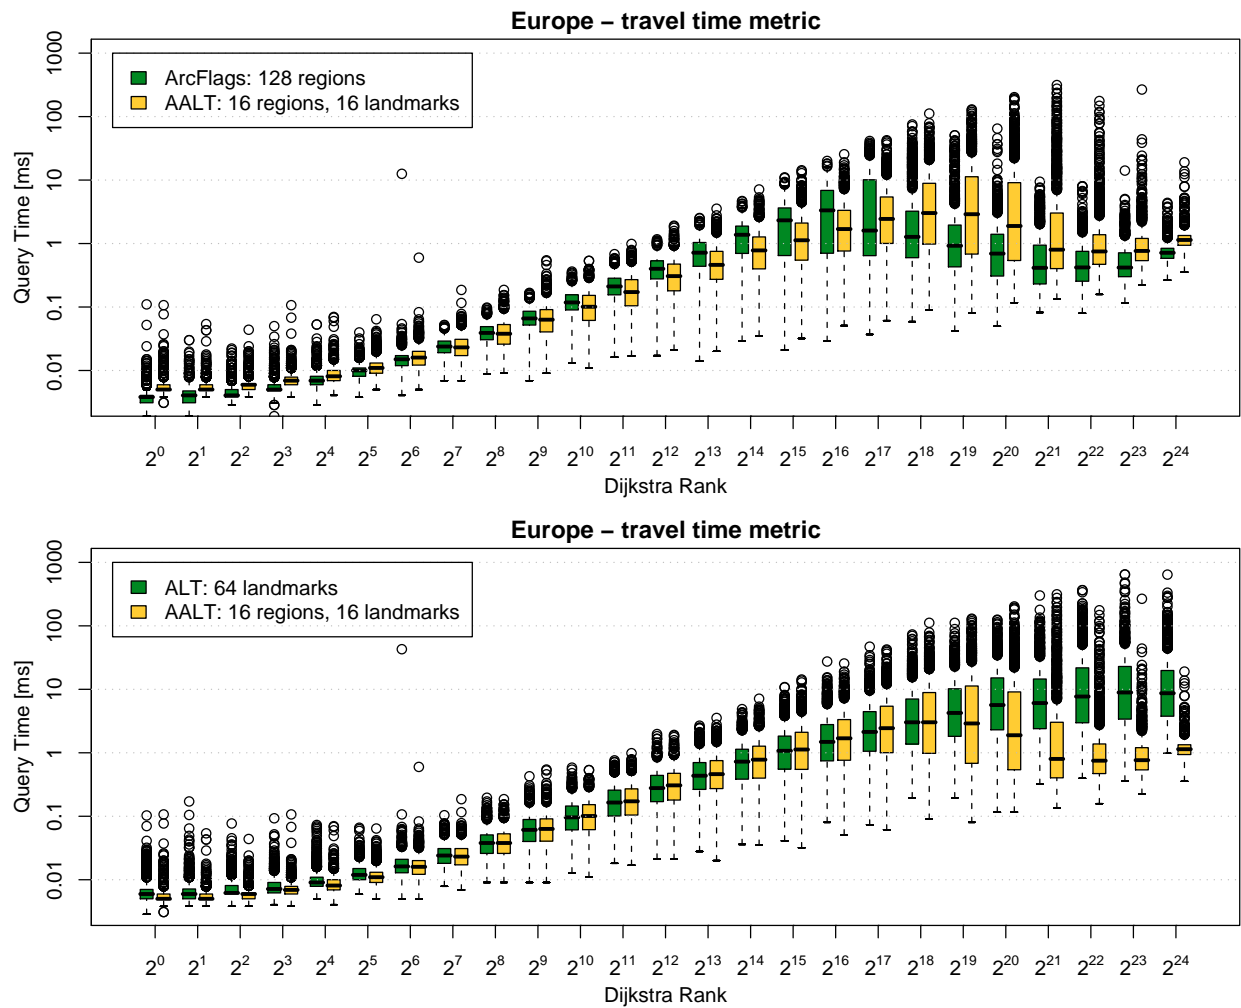 Europe – travel time metric
ArcFlags: 128 regions
AALT: 16 regions, 16 landmarks
Query Time [ms]
1000
100
10
1
0.1
0.01
2^0 2^1 2^2 2^3 2^4 2^5 2^6 2^7 2^8 2^9 2^10 2^11 2^12 2^13 2^14 2^15 2^16 2^17 2^18 2^19 2^20 2^21 2^22 2^23 2^24
Dijkstra Rank
Europe – travel time metric
ALT: 64 landmarks
AALT: 16 regions, 16 landmarks
Query Time [ms]
1000
100
10
1
0.1
0.01
2^0 2^1 2^2 2^3 2^4 2^5 2^6 2^7 2^8 2^9 2^10 2^11 2^12 2^13 2^14 2^15 2^16 2^17 2^18 2^19 2^20 2^21 2^22 2^23 2^24
Dijkstra Rank